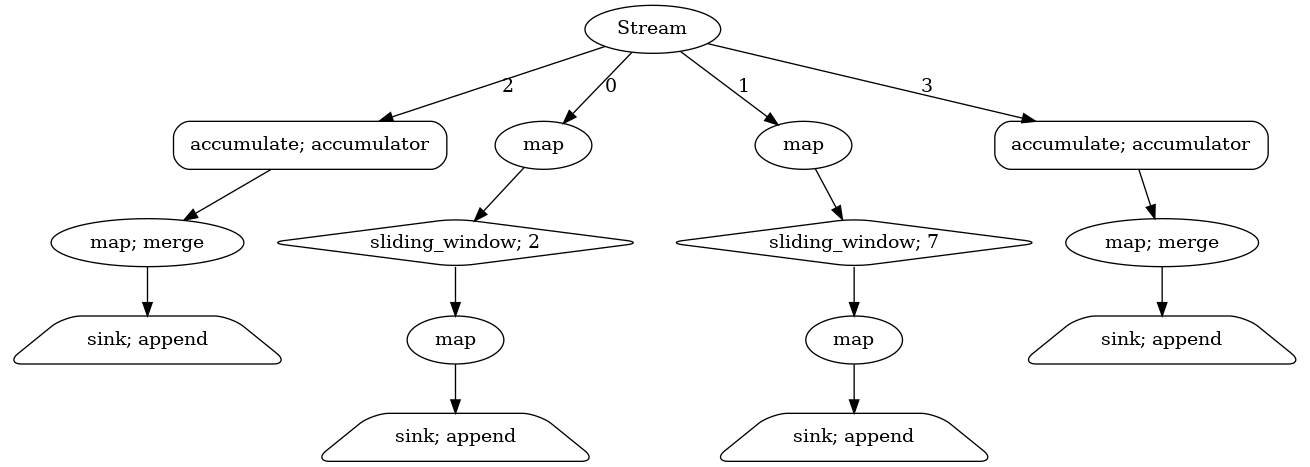 Stream
2
0
1
3
accumulate; accumulator
map
map
accumulate; accumulator
map; merge
sliding_window; 2
sliding_window; 7
map; merge
sink; append
map
map
sink; append
sink; append
sink; append